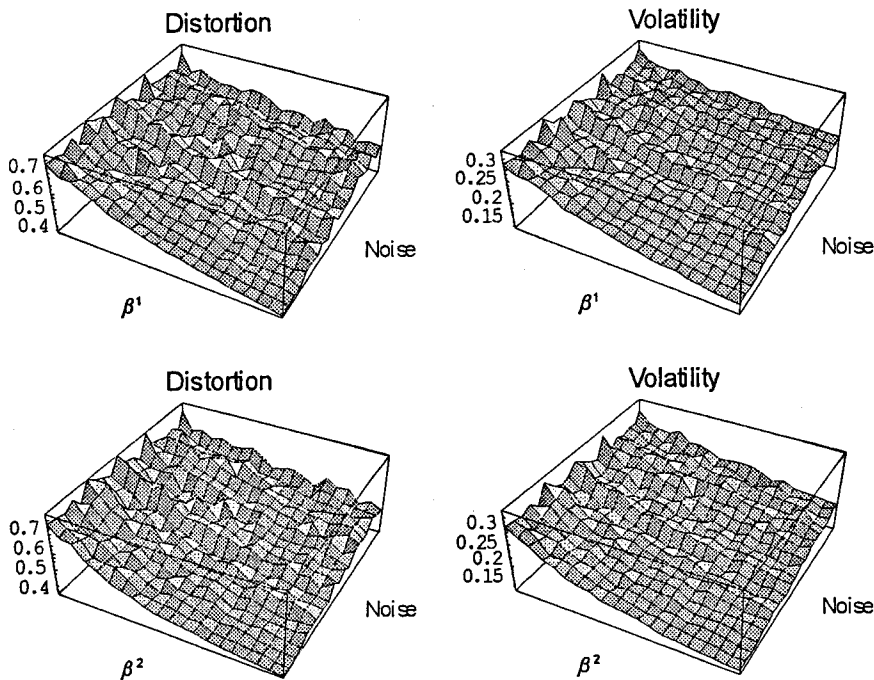 Distortion
0.7
0.6
0.5
0.4
β¹
Noise
Volatility
0.3
0.25
0.2
0.15
β¹
Noise
Distortion
0.7
0.6
0.5
0.4
β²
Noise
Volatility
0.3
0.25
0.2
0.15
β²
Noise